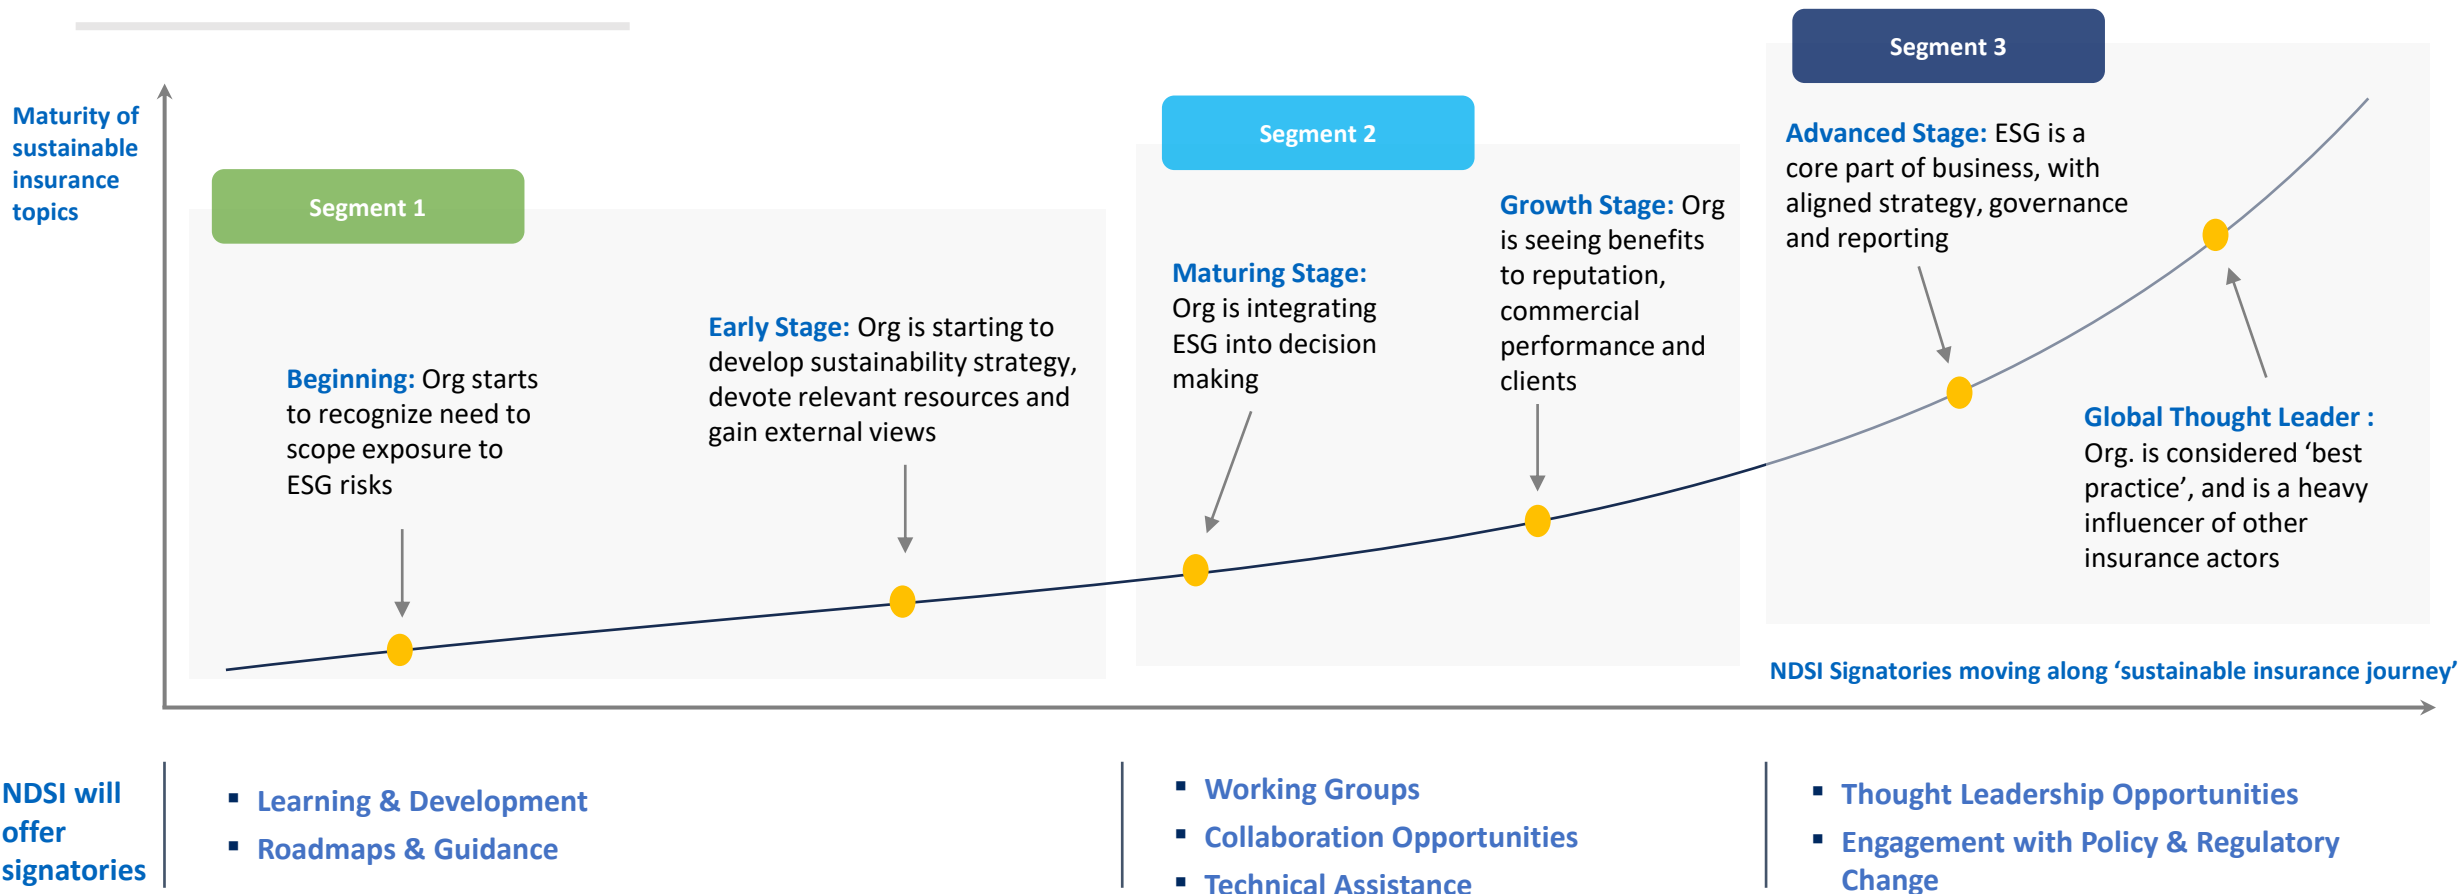 Segment 3
Maturity of
sustainable
insurance
topics
Segment 2
Advanced Stage: ESG is a
core part of business, with
aligned strategy, governance
and reporting
Segment 1
Growth Stage: Org
is seeing benefits
to reputation,
commercial
performance and
clients
Maturing Stage:
Org is integrating
ESG into decision
making
Early Stage: Org is starting to
develop sustainability strategy,
devote relevant resources and
gain external views
Beginning: Org starts
to recognize need to
scope exposure to
ESG risks
Global Thought Leader :
Org. is considered ‘best
practice’, and is a heavy
influencer of other
insurance actors
NDSI Signatories moving along ‘sustainable insurance journey’
NDSI will
offer
signatories
▪ Learning & Development
▪ Roadmaps & Guidance
▪ Working Groups
▪ Collaboration Opportunities
▪ Technical Assistance
▪ Thought Leadership Opportunities
▪ Engagement with Policy & Regulatory
Change